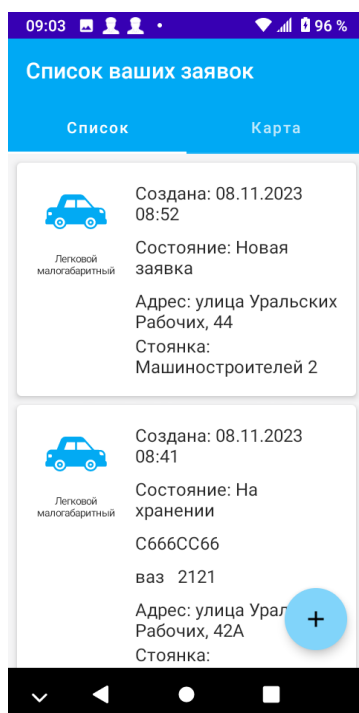 09:03
96 %
Список ваших заявок
Список
Карта
Легковой
малогабаритный
Создана: 08.11.2023
08:52
Состояние: Новая
заявка
Адрес: улица Уральских
Рабочих, 44
Стоянка:
Машиностроителей 2
Легковой
малогабаритный
Создана: 08.11.2023
08:41
Состояние: На
хранении
С666СС66
ваз 2121
Адрес: улица Урал
Рабочих, 42А
Стоянка:
+